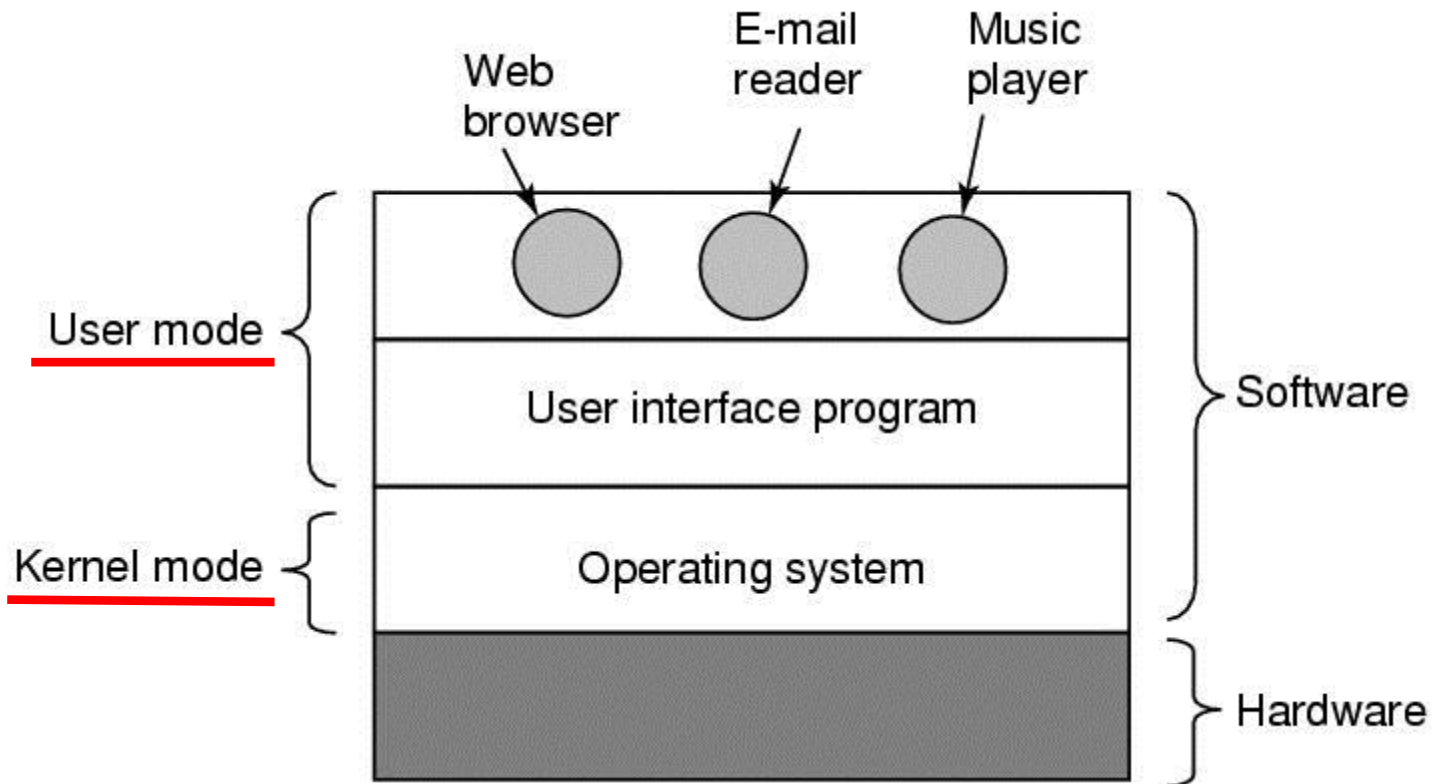 Web
browser
E-mail
reader
Music
player
User mode
User interface program
Software
Kernel mode
Operating system
Hardware